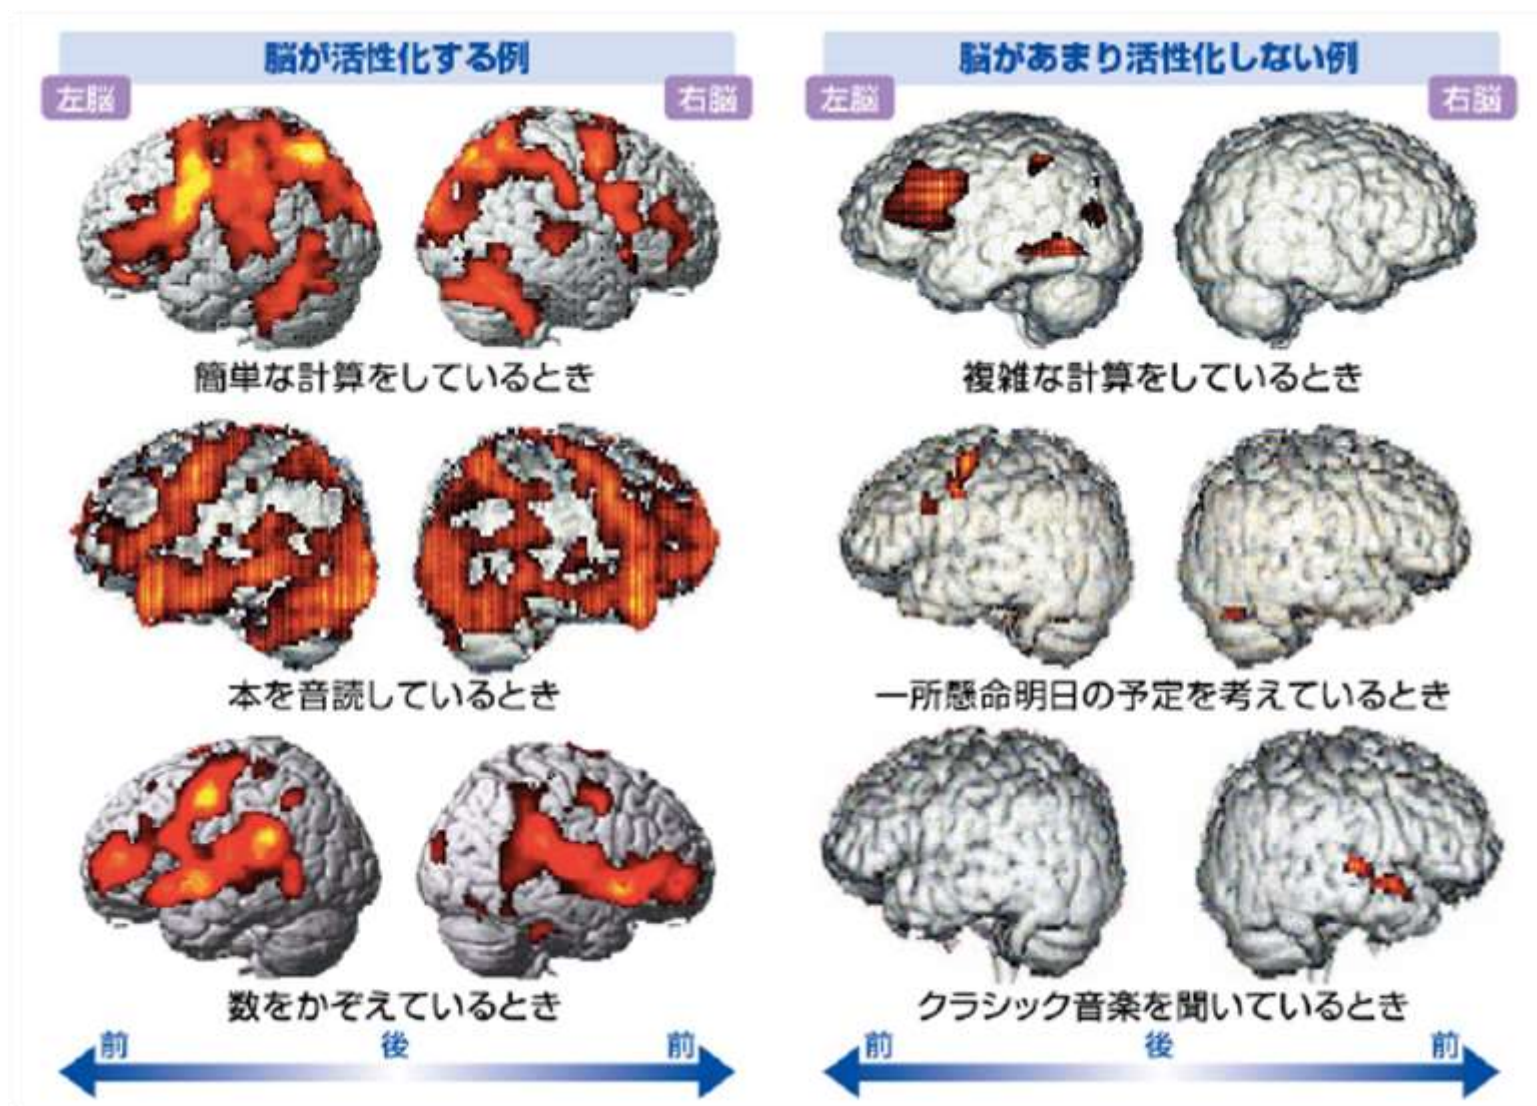 脳が活性化する例
左脳
右脳
簡単な計算をしているとき
本を音読しているとき
数をかぞえているとき
前
後
前
脳があまり活性化しない例
左脳
右脳
複雑な計算をしているとき
一所懸命明日の予定を考えているとき
クラシック音楽を聞いているとき
前
後
前